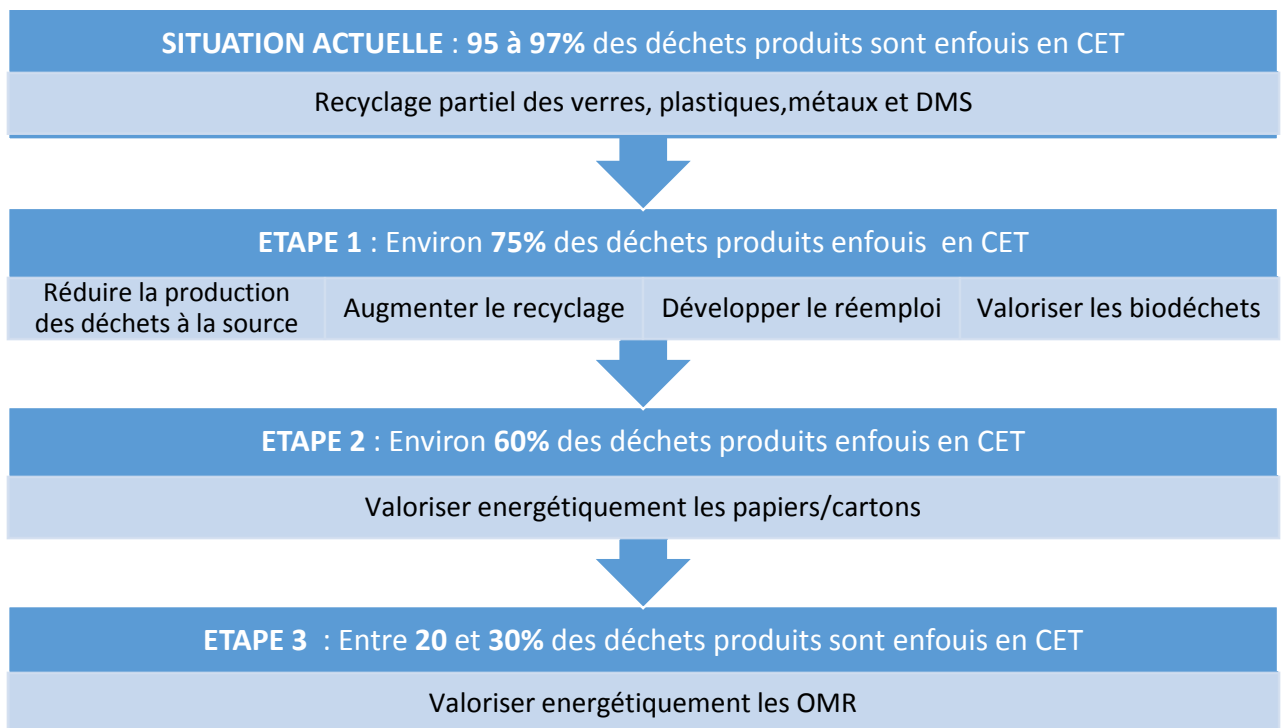 SITUATION ACTUELLE : 95 à 97% des déchets produits sont enfouis en CET
Recyclage partiel des verres, plastiques,métaux et DMS
ETAPE 1 : Environ 75% des déchets produits enfouis en CET
Réduire la production
des déchets à la source
Augmenter le recyclage
Développer le réemploi
Valoriser les biodéchets
ETAPE 2 : Environ 60% des déchets produits enfouis en CET
Valoriser energétiquement les papiers/cartons
ETAPE 3 : Entre 20 et 30% des déchets produits sont enfouis en CET
Valoriser energétiquement les OMR